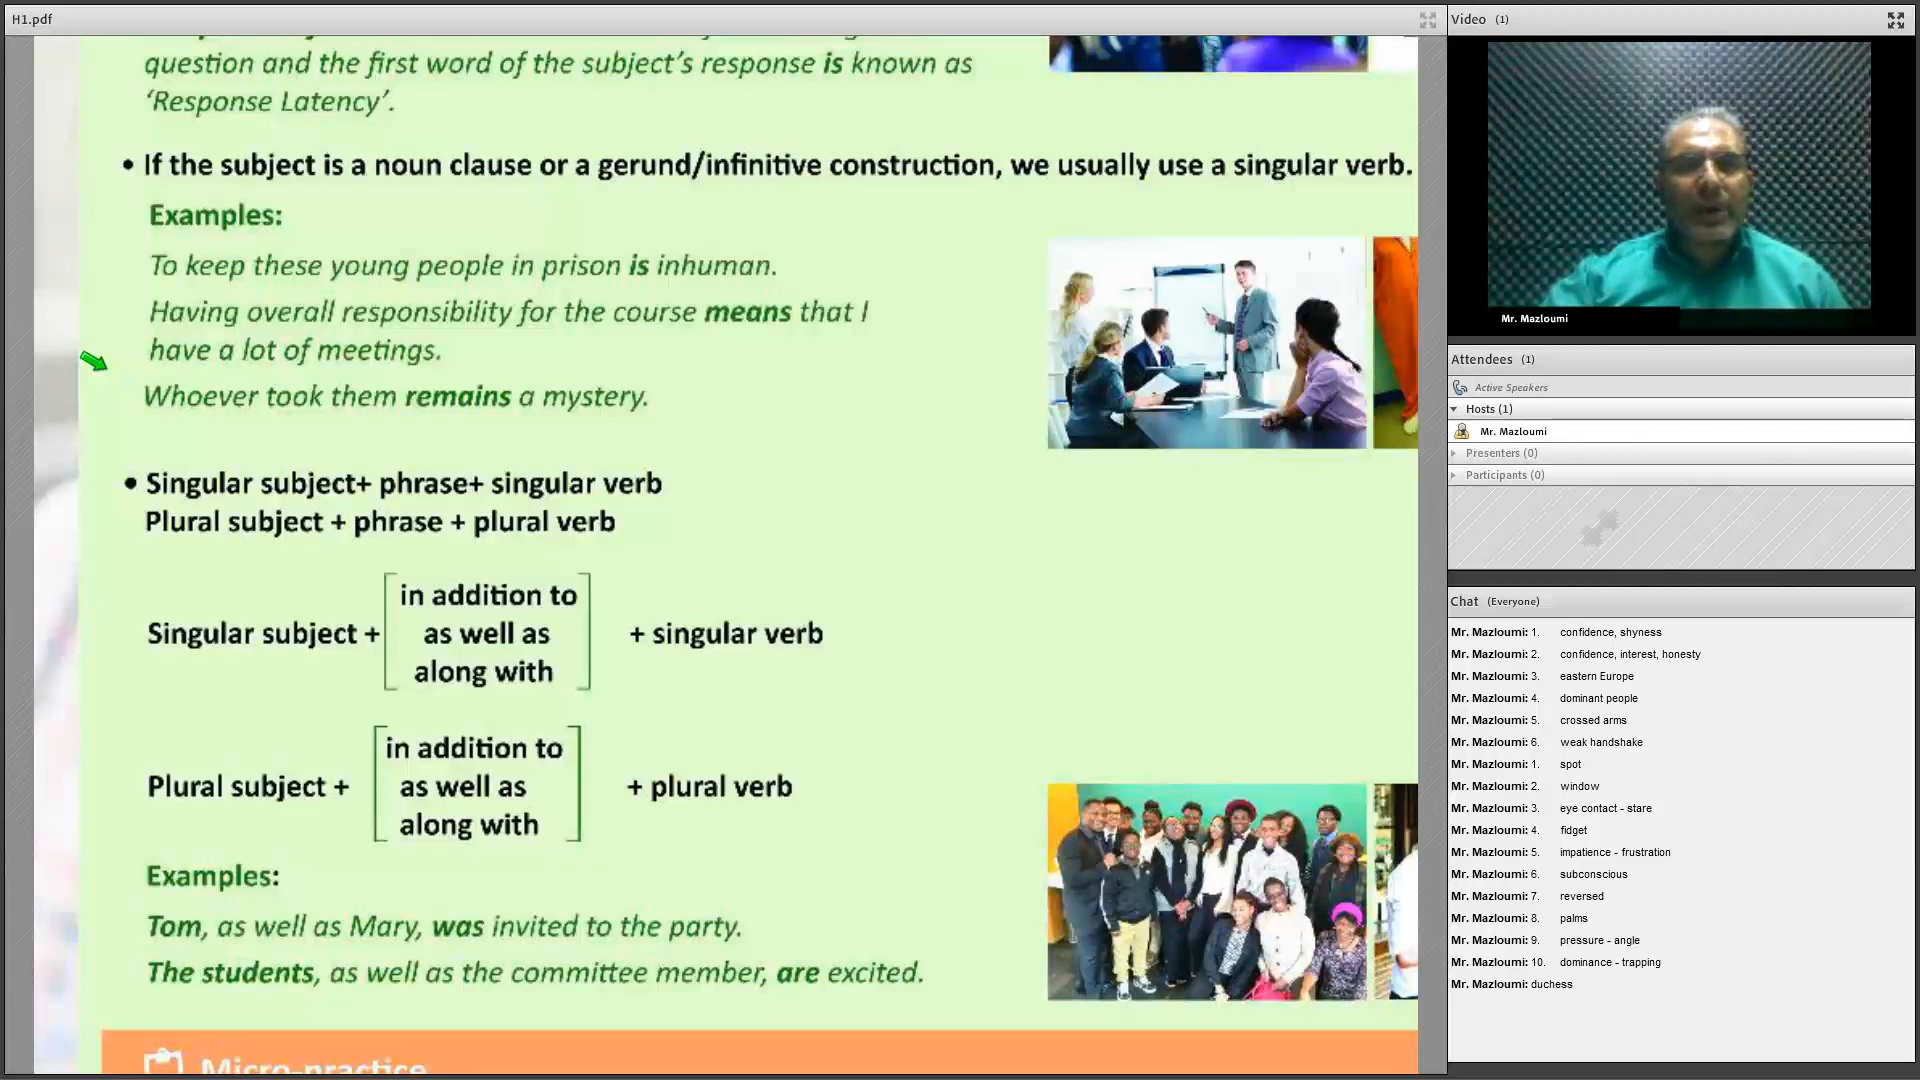 H1.pdf
question and the first word of the subject's response is known as
'Response Latency'.
• If the subject is a noun clause or a gerund/infinitive construction, we usually use a singular verb.
Examples:
To keep these young people in prison is inhuman.
Having overall responsibility for the course means that I
have a lot of meetings.
Whoever took them remains a mystery.
• Singular subject+ phrase+ singular verb
Plural subject + phrase + plural verb
in addition to
Singular subject + as well as + singular verb
along with
in addition to
Plural subject + as well as + plural verb
along with
Examples:
Tom, as well as Mary, was invited to the party.
The students, as well as the committee member, are excited.
Micro-practice
Video (1)
Mr. Mazloumi
Attendees (1)
Active Speakers
Hosts (1)
Mr. Mazloumi
Presenters (0)
Participants (0)
Chat (Everyone)
Mr. Mazloumi: 1. confidence, shyness
Mr. Mazloumi: 2. confidence, interest, honesty
Mr. Mazloumi: 3. eastern Europe
Mr. Mazloumi: 4. dominant people
Mr. Mazloumi: 5. crossed arms
Mr. Mazloumi: 6. weak handshake
Mr. Mazloumi: 1. spot
Mr. Mazloumi: 2. window
Mr. Mazloumi: 3. eye contact - stare
Mr. Mazloumi: 4. fidget
Mr. Mazloumi: 5. impatience - frustration
Mr. Mazloumi: 6. subconscious
Mr. Mazloumi: 7. reversed
Mr. Mazloumi: 8. palms
Mr. Mazloumi: 9. pressure - angle
Mr. Mazloumi: 10. dominance - trapping
Mr. Mazloumi: duchess